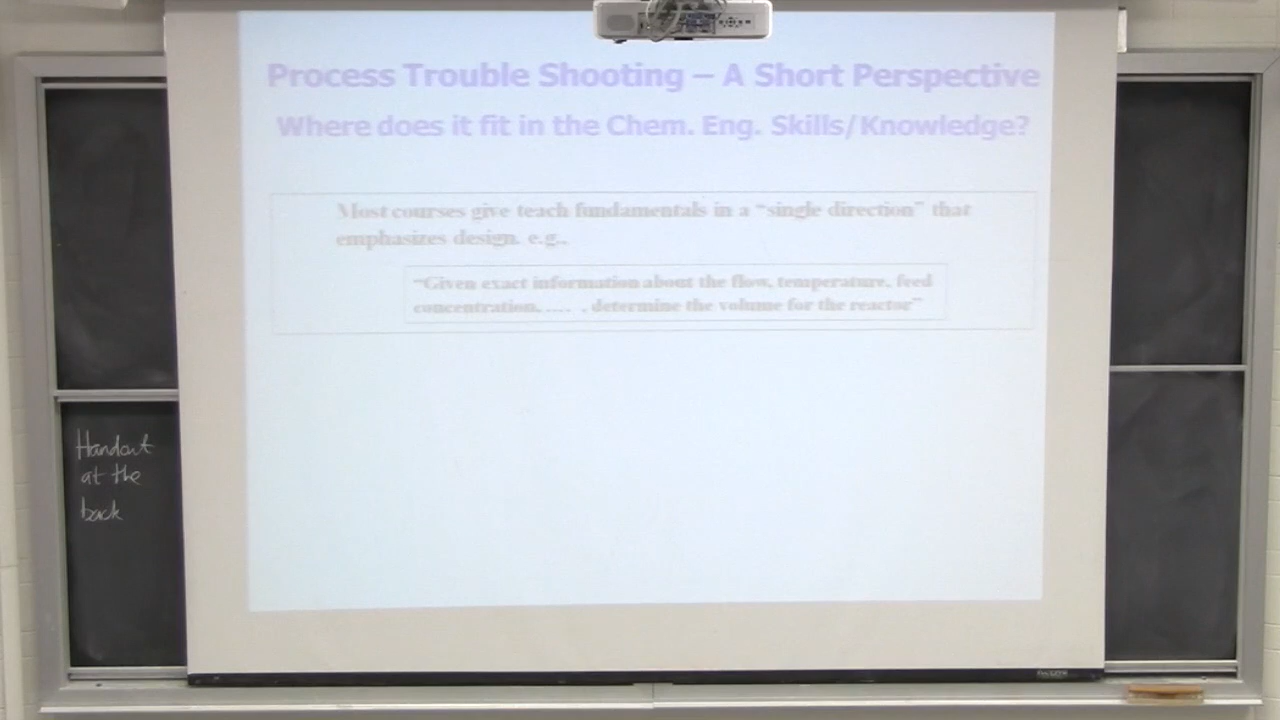 Process Trouble Shooting – A Short Perspective
Where does it fit in the Chem. Eng. Skills/Knowledge?
Most courses give teach fundamentals in a “single direction” that
emphasizes design. e.g.,
“Given exact information about the flow, temperature, feed
concentration, .... . , determine the volume for the reactor”
Handout
at the
back